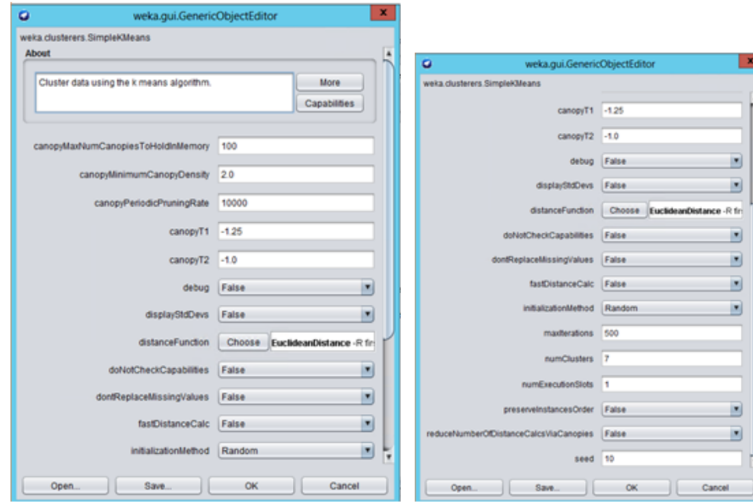 weka.gui.GenericObjectEditor
x
weka.clusterers.SimpleKMeans
About
Cluster data using the k means algorithm.
More
Capabilities
canopyMaxNumCanopiesToHoldInMemory 100
canopyMinimumCanopyDensity 2.0
canopyPeriodicPruningRate 10000
canopyT1 -1.25
canopyT2 -1.0
debug False
displayStdDevs False
distanceFunction Choose EuclideanDistance -R fir
doNotCheckCapabilities False
dontReplaceMissingValues False
fastDistanceCalc False
initializationMethod Random
Open... Save... OK Cancel
weka.gui.GenericObjectEditor
x
weka.clusterers.SimpleKMeans
canopyT1 -1.25
canopyT2 -1.0
debug False
displayStdDevs False
distanceFunction Choose EuclideanDistance -R fir
doNotCheckCapabilities False
dontReplaceMissingValues False
fastDistanceCalc False
initializationMethod Random
maxIterations 500
numClusters 7
numExecutionSlots 1
preserveInstancesOrder False
reduceNumberOfDistanceCalcsViaCanopies False
seed 10
Open... Save... OK Cancel